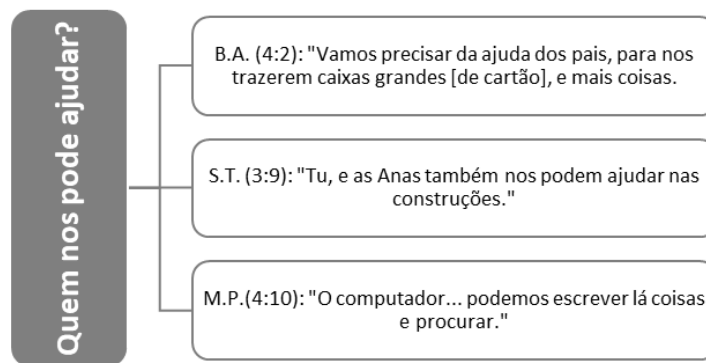 Quem nos pode ajudar?
B.A. (4:2): "Vamos precisar da ajuda dos pais, para nos
trazerem caixas grandes [de cartão], e mais coisas.
S.T. (3:9): "Tu, e as Anas também nos podem ajudar nas
construções."
M.P.(4:10): "O computador... podemos escrever lá coisas
e procurar."